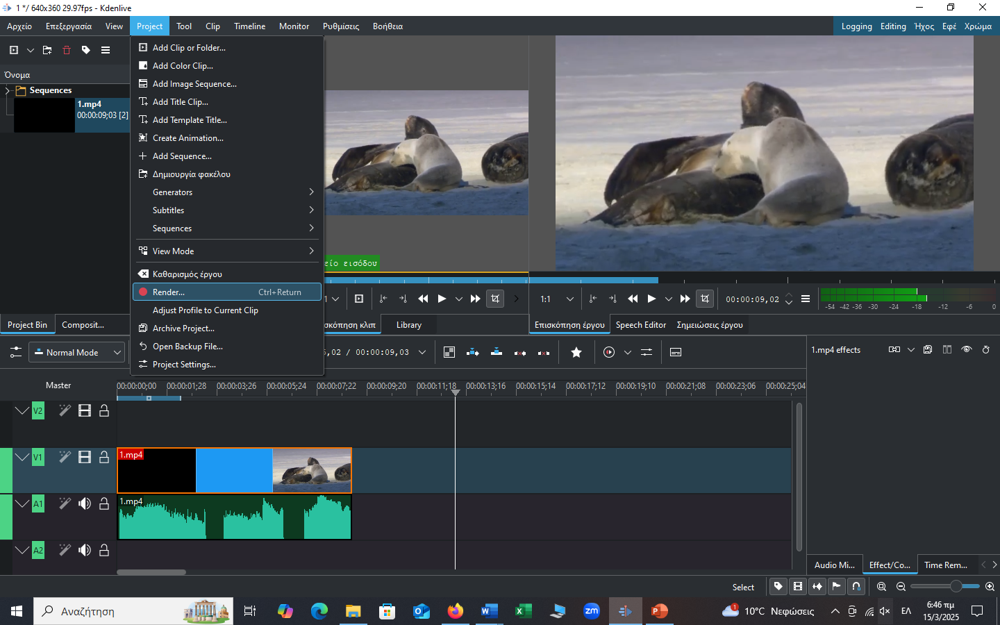 1 */ 640x360 29.97fps - Kdenlive
Αρχείο Επεξεργασία View Project Tool Clip Timeline Monitor Ρυθμίσεις Βοήθεια
Logging Editing Ήχος Εφέ Χρώμα
Όνομα
Sequences
1.mp4
00:00:09;03 [2]
Add Clip or Folder...
Add Color Clip...
Add Image Sequence...
Add Title Clip...
Add Template Title...
Create Animation...
Add Sequence...
Δημιουργία φακέλου
Generators
Subtitles
Sequences
View Mode
Καθαρισμός έργου
Render... Ctrl+Return
Adjust Profile to Current Clip
Archive Project...
Open Backup File...
Project Settings...
είο εισόδου
1:1
00:00:09,02
-54 -42 -36 -30 -24 -18 -12 -6 0
Project Bin Composit...
σκόπηση κλιπ Library
Επισκόπηση έργου Speech Editor Σημειώσεις έργου
Normal Mode
,02 / 00:00:09,03
1.mp4 effects
Master
00:00:00;00 00:00:01;28 00:00:03;26 00:00:05;24 00:00:07;22 00:00:09;20 00:00:11;18 00:00:13;16 00:00:15;14 00:00:17;12 00:00:19;10 00:00:21;08 00:00:23;06 00:00:25;04
V2
V1
1.mp4
A1
1.mp4
A2
Audio Mi... Effect/Co... Time Rem...
Select
Αναζήτηση
zm
1
10°C Νεφώσεις
ΕΛ
6:46 πμ
15/3/2025